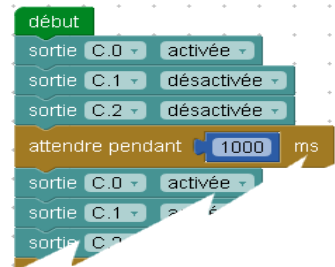 début
sortie C.0 activée
sortie C.1 désactivée
sortie C.2 désactivée
attendre pendant 1000 ms
sortie C.0 activée
sortie C.1
sortie